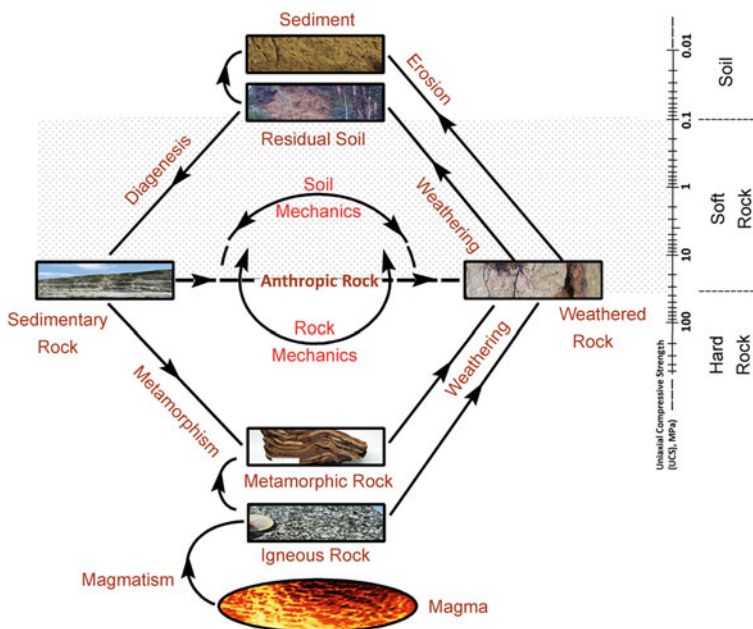 Sediment
Erosion
Residual Soil
Diagenesis
Weathering
Soil
Mechanics
Anthropic Rock
Rock
Mechanics
Sedimentary
Rock
Weathered
Rock
Metamorphism
Weathering
Metamorphic Rock
Igneous Rock
Magmatism
Magma
0.01
0.1
1
10
100
Uniaxial Compressive Strength
(UCS), MPa
Soil
Soft
Rock
Hard
Rock